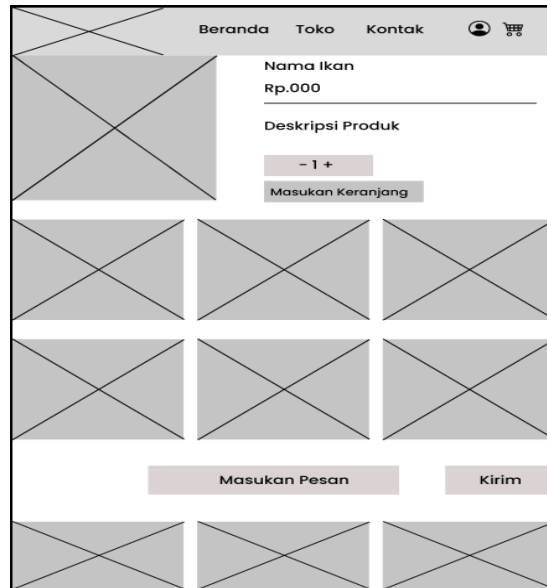 Beranda Toko Kontak
Nama Ikan
Rp.000
Deskripsi Produk
- 1 +
Masukan Keranjang
Masukan Pesan
Kirim